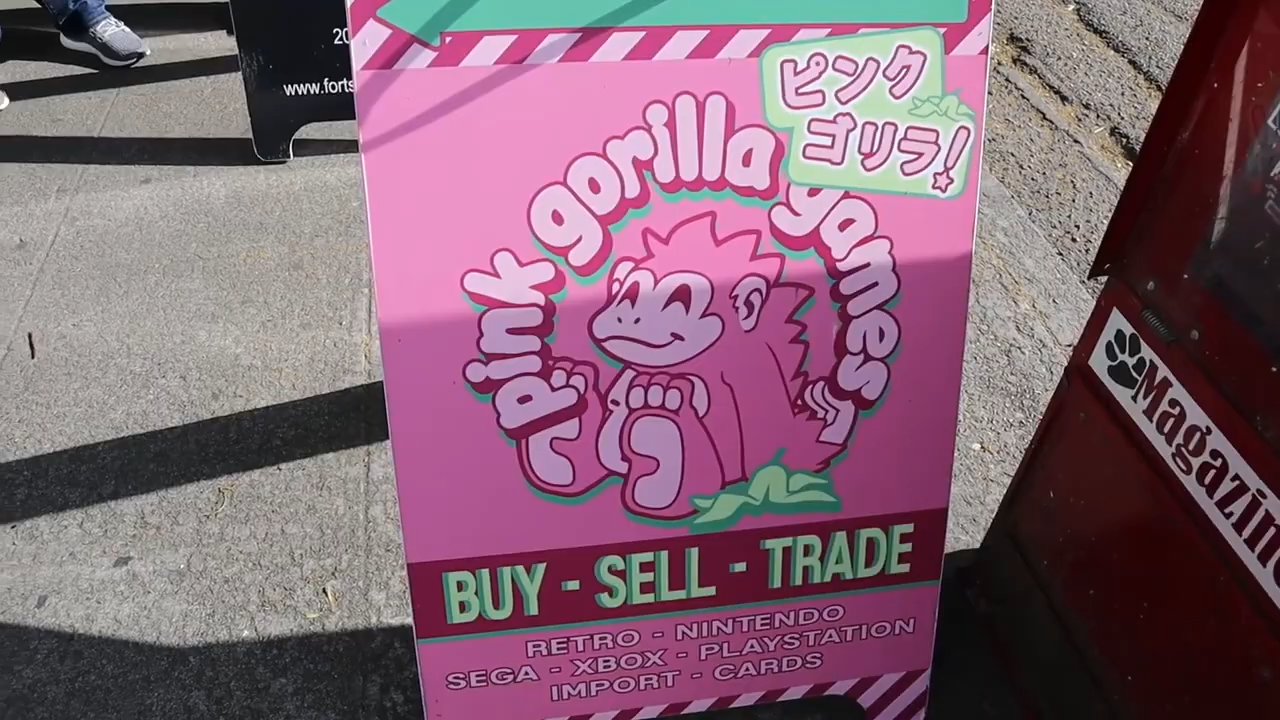 pink gorilla games
ピンク
ゴリラ!
BUY - SELL - TRADE
RETRO - NINTENDO
SEGA - XBOX - PLAYSTATION
IMPORT - CARDS
20
www.forts
Magazine